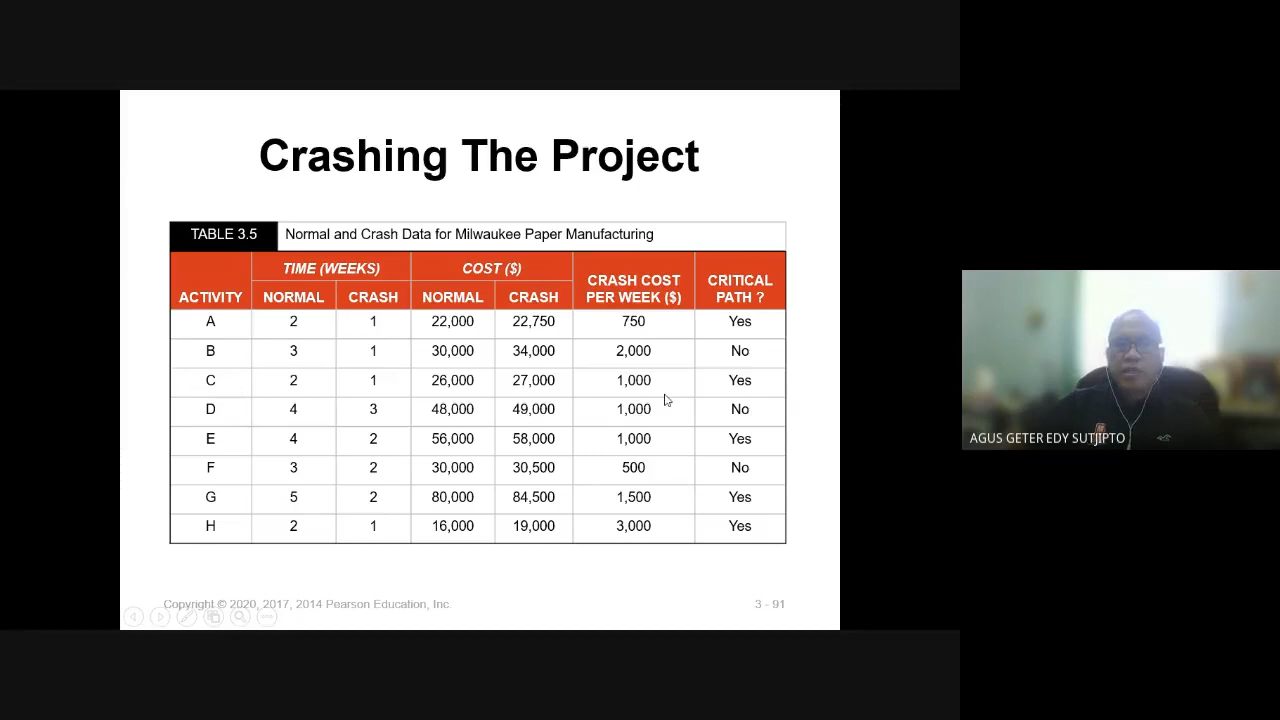 Crashing The Project
TABLE 3.5 Normal and Crash Data for Milwaukee Paper Manufacturing
TIME (WEEKS) COST ($)
ACTIVITY NORMAL CRASH NORMAL CRASH CRASH COST PER WEEK ($) CRITICAL PATH ?
A 2 1 22,000 22,750 750 Yes
B 3 1 30,000 34,000 2,000 No
C 2 1 26,000 27,000 1,000 Yes
D 4 3 48,000 49,000 1,000 No
E 4 2 56,000 58,000 1,000 Yes
F 3 2 30,000 30,500 500 No
G 5 2 80,000 84,500 1,500 Yes
H 2 1 16,000 19,000 3,000 Yes
Copyright © 2020, 2017, 2014 Pearson Education, Inc. 3 - 91
AGUS GETER EDY SUTJIPTO